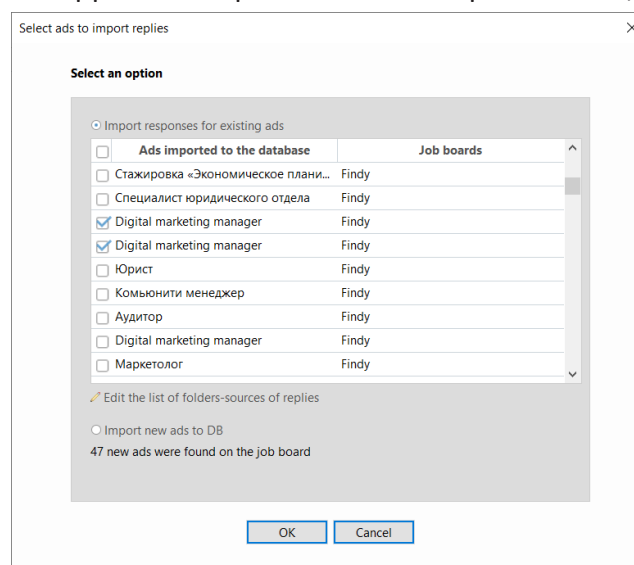 Select ads to import replies
Select an option
Import responses for existing ads
Ads imported to the database Job boards
Стажировка «Экономическое плани... Findy
Специалист юридического отдела Findy
Digital marketing manager Findy
Digital marketing manager Findy
Юрист Findy
Комьюнити менеджер Findy
Аудитор Findy
Digital marketing manager Findy
Маркетолог Findy
Edit the list of folders-sources of replies
Import new ads to DB
47 new ads were found on the job board
OK Cancel